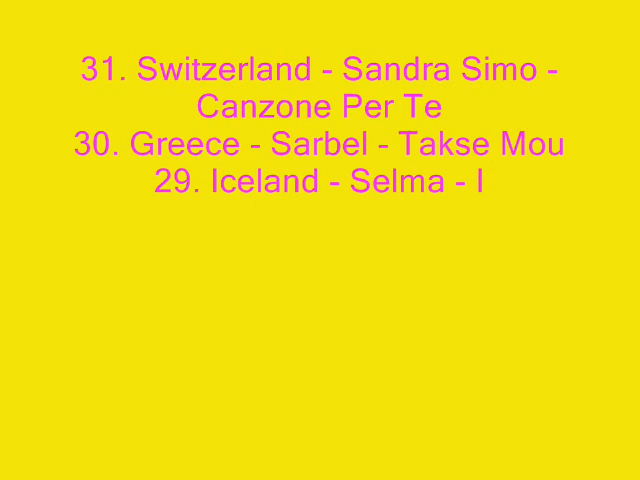 31. Switzerland - Sandra Simo -
Canzone Per Te
30. Greece - Sarbel - Takse Mou
29. Iceland - Selma - I